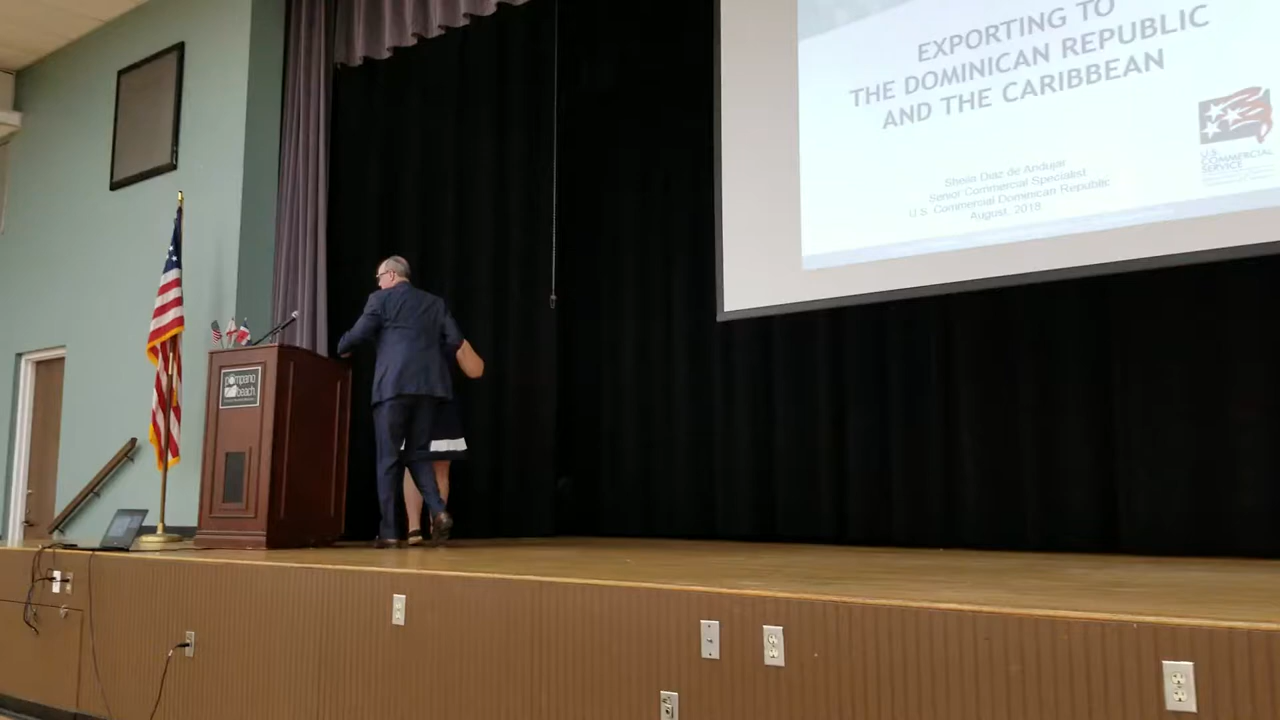 EXPORTING TO
THE DOMINICAN REPUBLIC
AND THE CARIBBEAN
U.S.
COMMERCIAL
SERVICE
Sheila Diaz de Andujar
Senior Commercial Specialist
U.S. Commercial Dominican Republic
August, 2018
pompano
beach